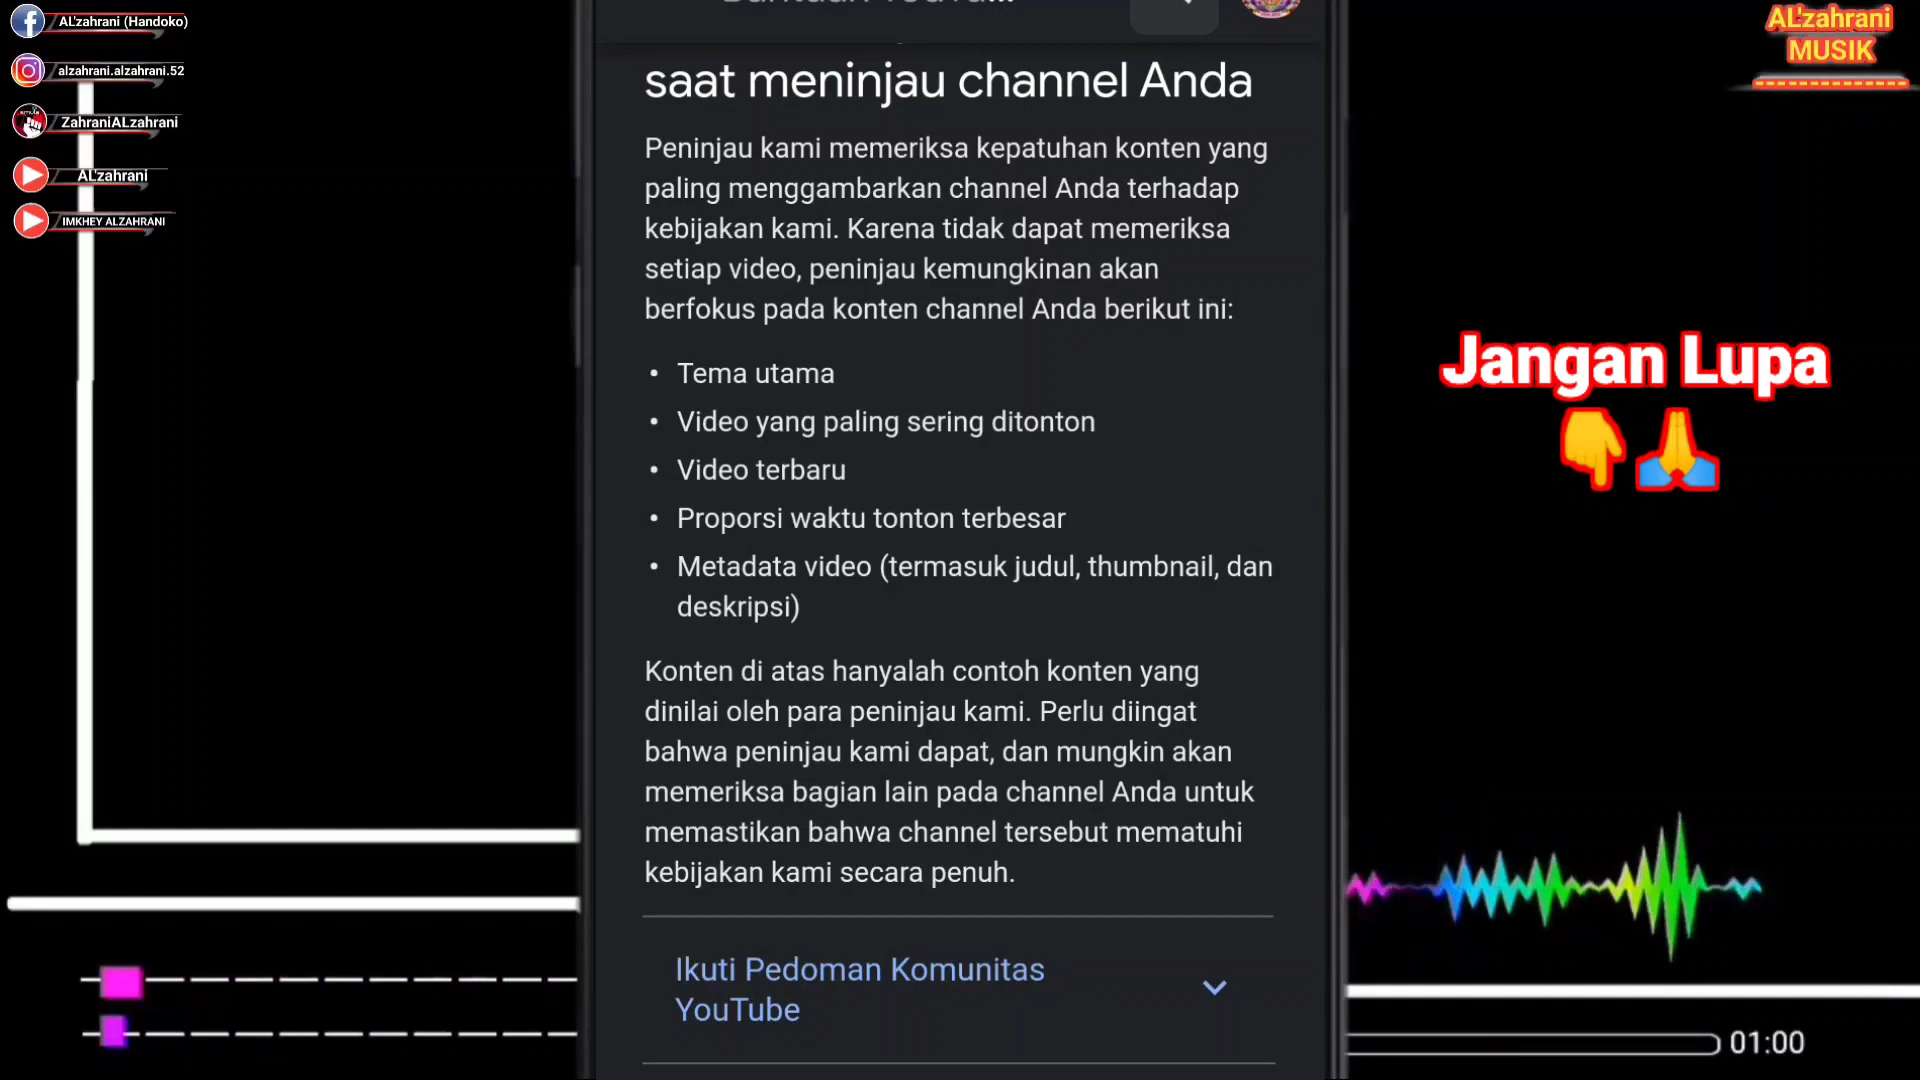 AL'zahrani (Handoko)
alzahrani.alzahrani.52
ZahraniALzahrani
AL'zahrani
IMKHEY ALZAHRANI
AL'zahrani
MUSIK
saat meninjau channel Anda
Peninjau kami memeriksa kepatuhan konten yang
paling menggambarkan channel Anda terhadap
kebijakan kami. Karena tidak dapat memeriksa
setiap video, peninjau kemungkinan akan
berfokus pada konten channel Anda berikut ini:
• Tema utama
• Video yang paling sering ditonton
• Video terbaru
• Proporsi waktu tonton terbesar
• Metadata video (termasuk judul, thumbnail, dan
deskripsi)
Konten di atas hanyalah contoh konten yang
dinilai oleh para peninjau kami. Perlu diingat
bahwa peninjau kami dapat, dan mungkin akan
memeriksa bagian lain pada channel Anda untuk
memastikan bahwa channel tersebut mematuhi
kebijakan kami secara penuh.
Ikuti Pedoman Komunitas
YouTube
Jangan Lupa
👇🙏
01:00